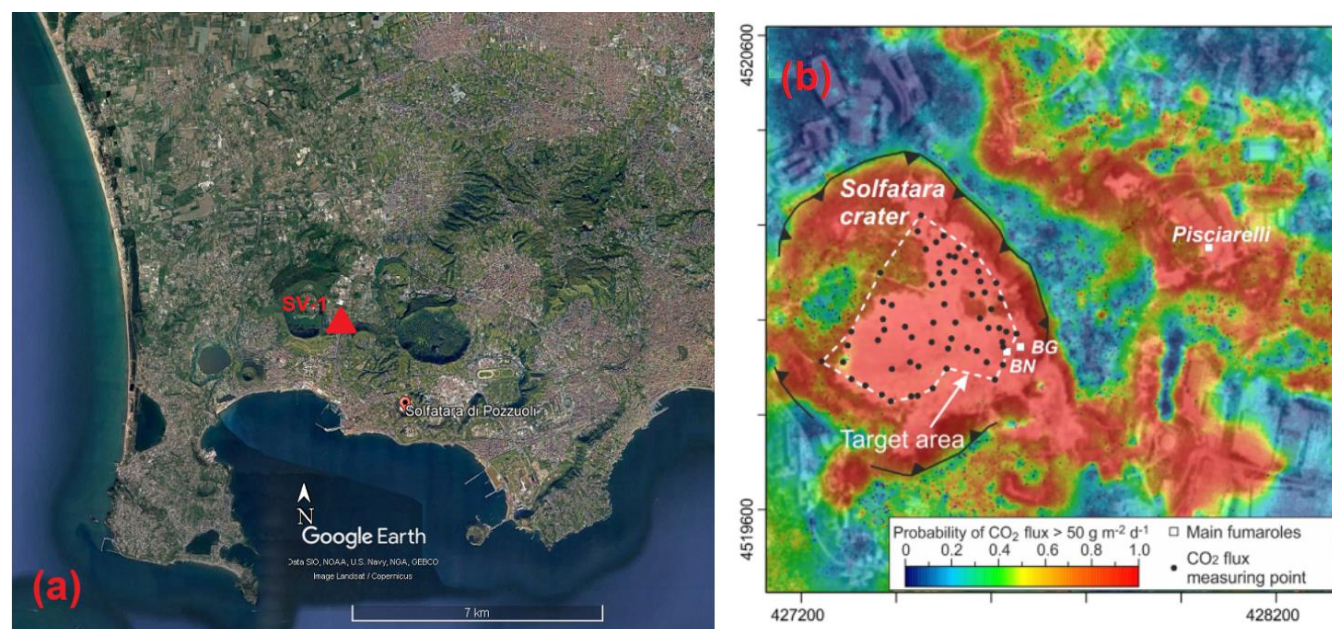 (a)
SV-1
Solfatara di Pozzuoli
N
Google Earth
Data SIO, NOAA, U.S. Navy, NGA, GEBCO
Image Landsat / Copernicus
7 km
(b)
4520600
4519600
Solfatara
crater
Pisciarelli
BG
BN
Target area
Probability of CO₂ flux > 50 g m⁻² d⁻¹
0 0.2 0.4 0.6 0.8 1.0
Main fumaroles
CO₂ flux
measuring point
427200
428200